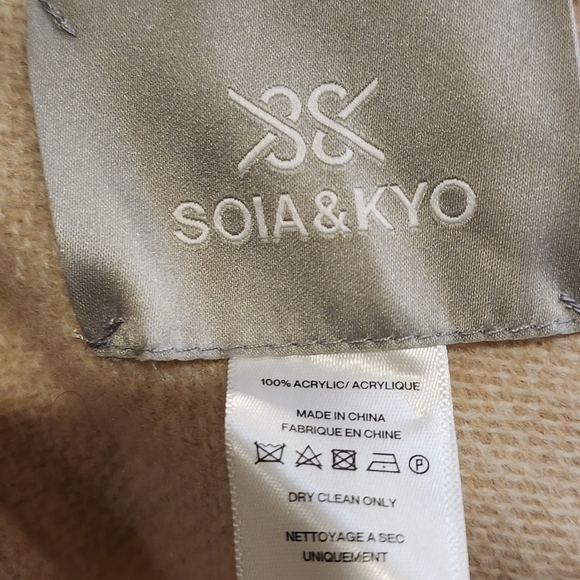 SOIA&KYO
100% ACRYLIC/ ACRYLIQUE
MADE IN CHINA
FABRIQUE EN CHINE
P
DRY CLEAN ONLY
NETTOYAGE A SEC
UNIQUEMENT